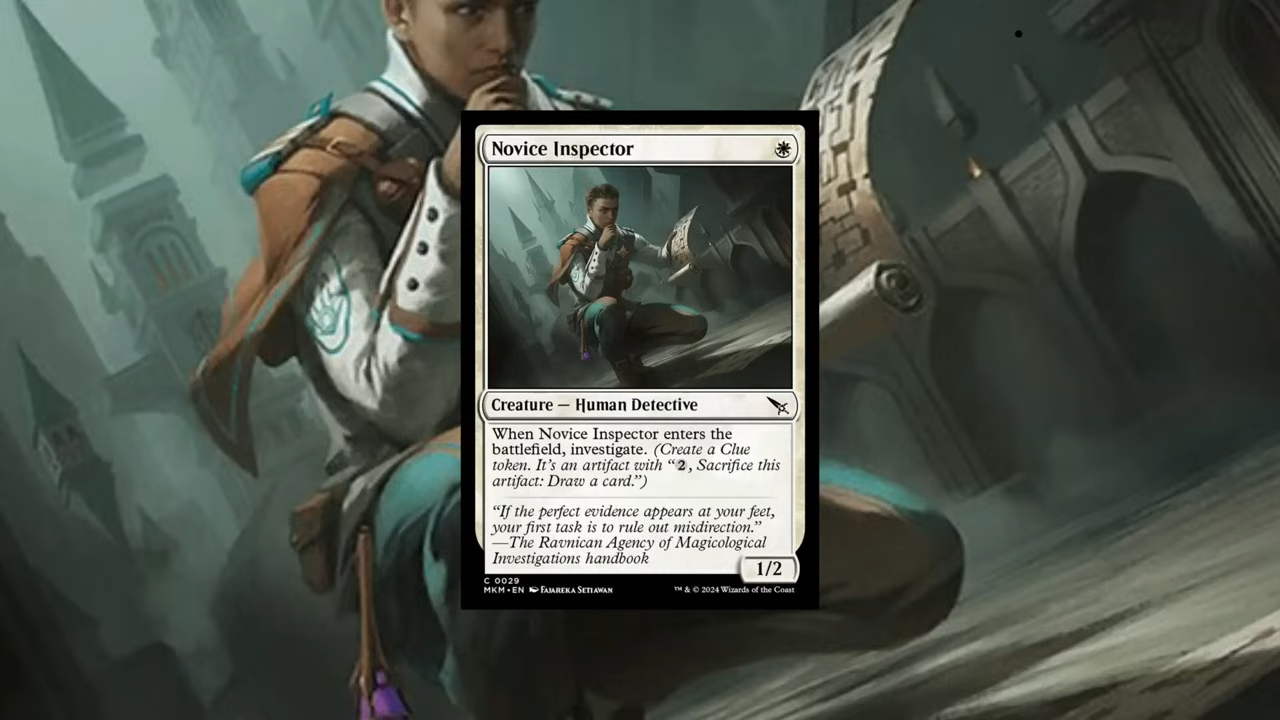 Novice Inspector
Creature — Human Detective
When Novice Inspector enters the
battlefield, investigate. (Create a Clue
token. It's an artifact with “2, Sacrifice this
artifact: Draw a card.”)
“If the perfect evidence appears at your feet,
your first task is to rule out misdirection.”
—The Ravnican Agency of Magicological
Investigations handbook
1/2
C 0029
MKM • EN Fajareka Setiawan ™ & © 2024 Wizards of the Coast